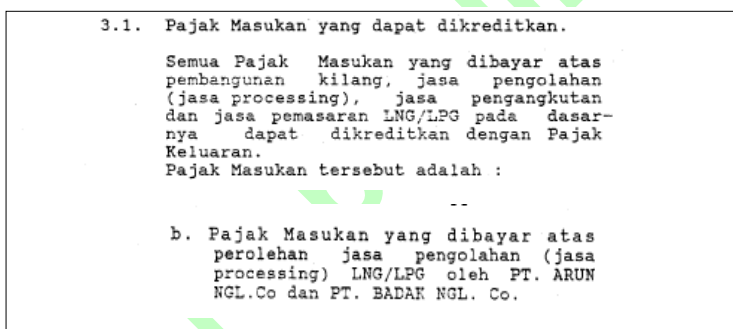 3.1. Pajak Masukan yang dapat dikreditkan.
Semua Pajak Masukan yang dibayar atas
pembangunan kilang, jasa pengolahan
(jasa processing), jasa pengangkutan
dan jasa pemasaran LNG/LPG pada dasar-
nya dapat dikreditkan dengan Pajak
Keluaran.
Pajak Masukan tersebut adalah :
--
b. Pajak Masukan yang dibayar atas
perolehan jasa pengolahan (jasa
processing) LNG/LPG oleh PT. ARUN
NGL.Co dan PT. BADAK NGL. Co.